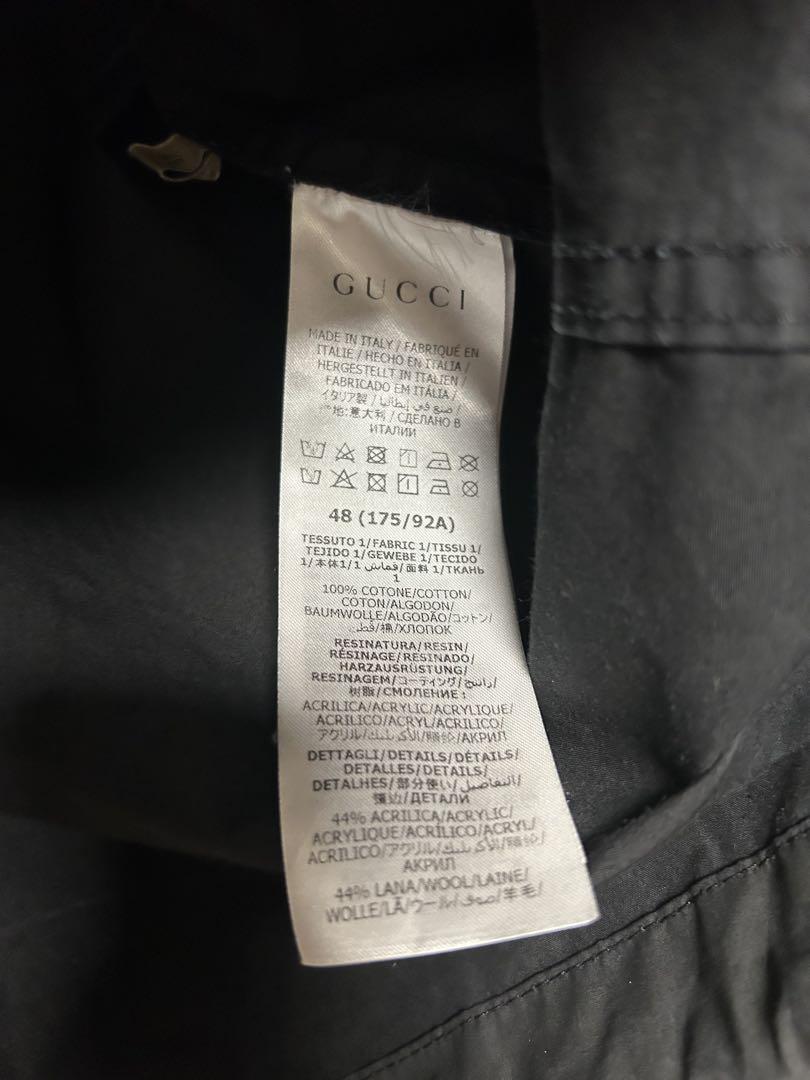 GUCCI
MADE IN ITALY / FABRIQUÉ EN
ITALIE / HECHO EN ITALIA /
HERGESTELLT IN ITALIEN /
FABRICADO EM ITÁLIA /
イタリア製 / صنع في إيطاليا /
地:意大利 / СДЕЛАНО В
ИТАЛИИ
48 (175/92A)
TESSUTO 1/FABRIC 1/TISSU 1/
TEJIDO 1/GEWEBE 1/TECIDO
1/本体1/1 قماش/面料 1/ТКАНЬ
1
100% COTONE/COTTON/
COTON/ALGODON/
BAUMWOLLE/ALGODÃO/コットン/
قطن/棉/ХЛОПОК
RESINATURA/RESIN/
RÉSINAGE/RESINADO/
HARZAUSRÜSTUNG/
RESINAGEM/コーティング/راتنج/
树脂/СМОЛЕНИЕ:
ACRILICA/ACRYLIC/ACRYLIQUE/
ACRILICO/ACRYL/ACRILICO/
アクリル/الأكريليك/腈纶/АКРИЛ
DETTAGLI/DETAILS/DÉTAILS/
DETALLES/DETAILS/
DETALHES/部分使い/التفاصيل/
镶边/ДЕТАЛИ
44% ACRILICA/ACRYLIC/
ACRYLIQUE/ACRÍLICO/ACRYL/
ACRILICO/アクリル/الأكريليك/腈纶/
АКРИЛ
44% LANA/WOOL/LAINE/
WOLLE/LÃ/ウール/صوف/羊毛/